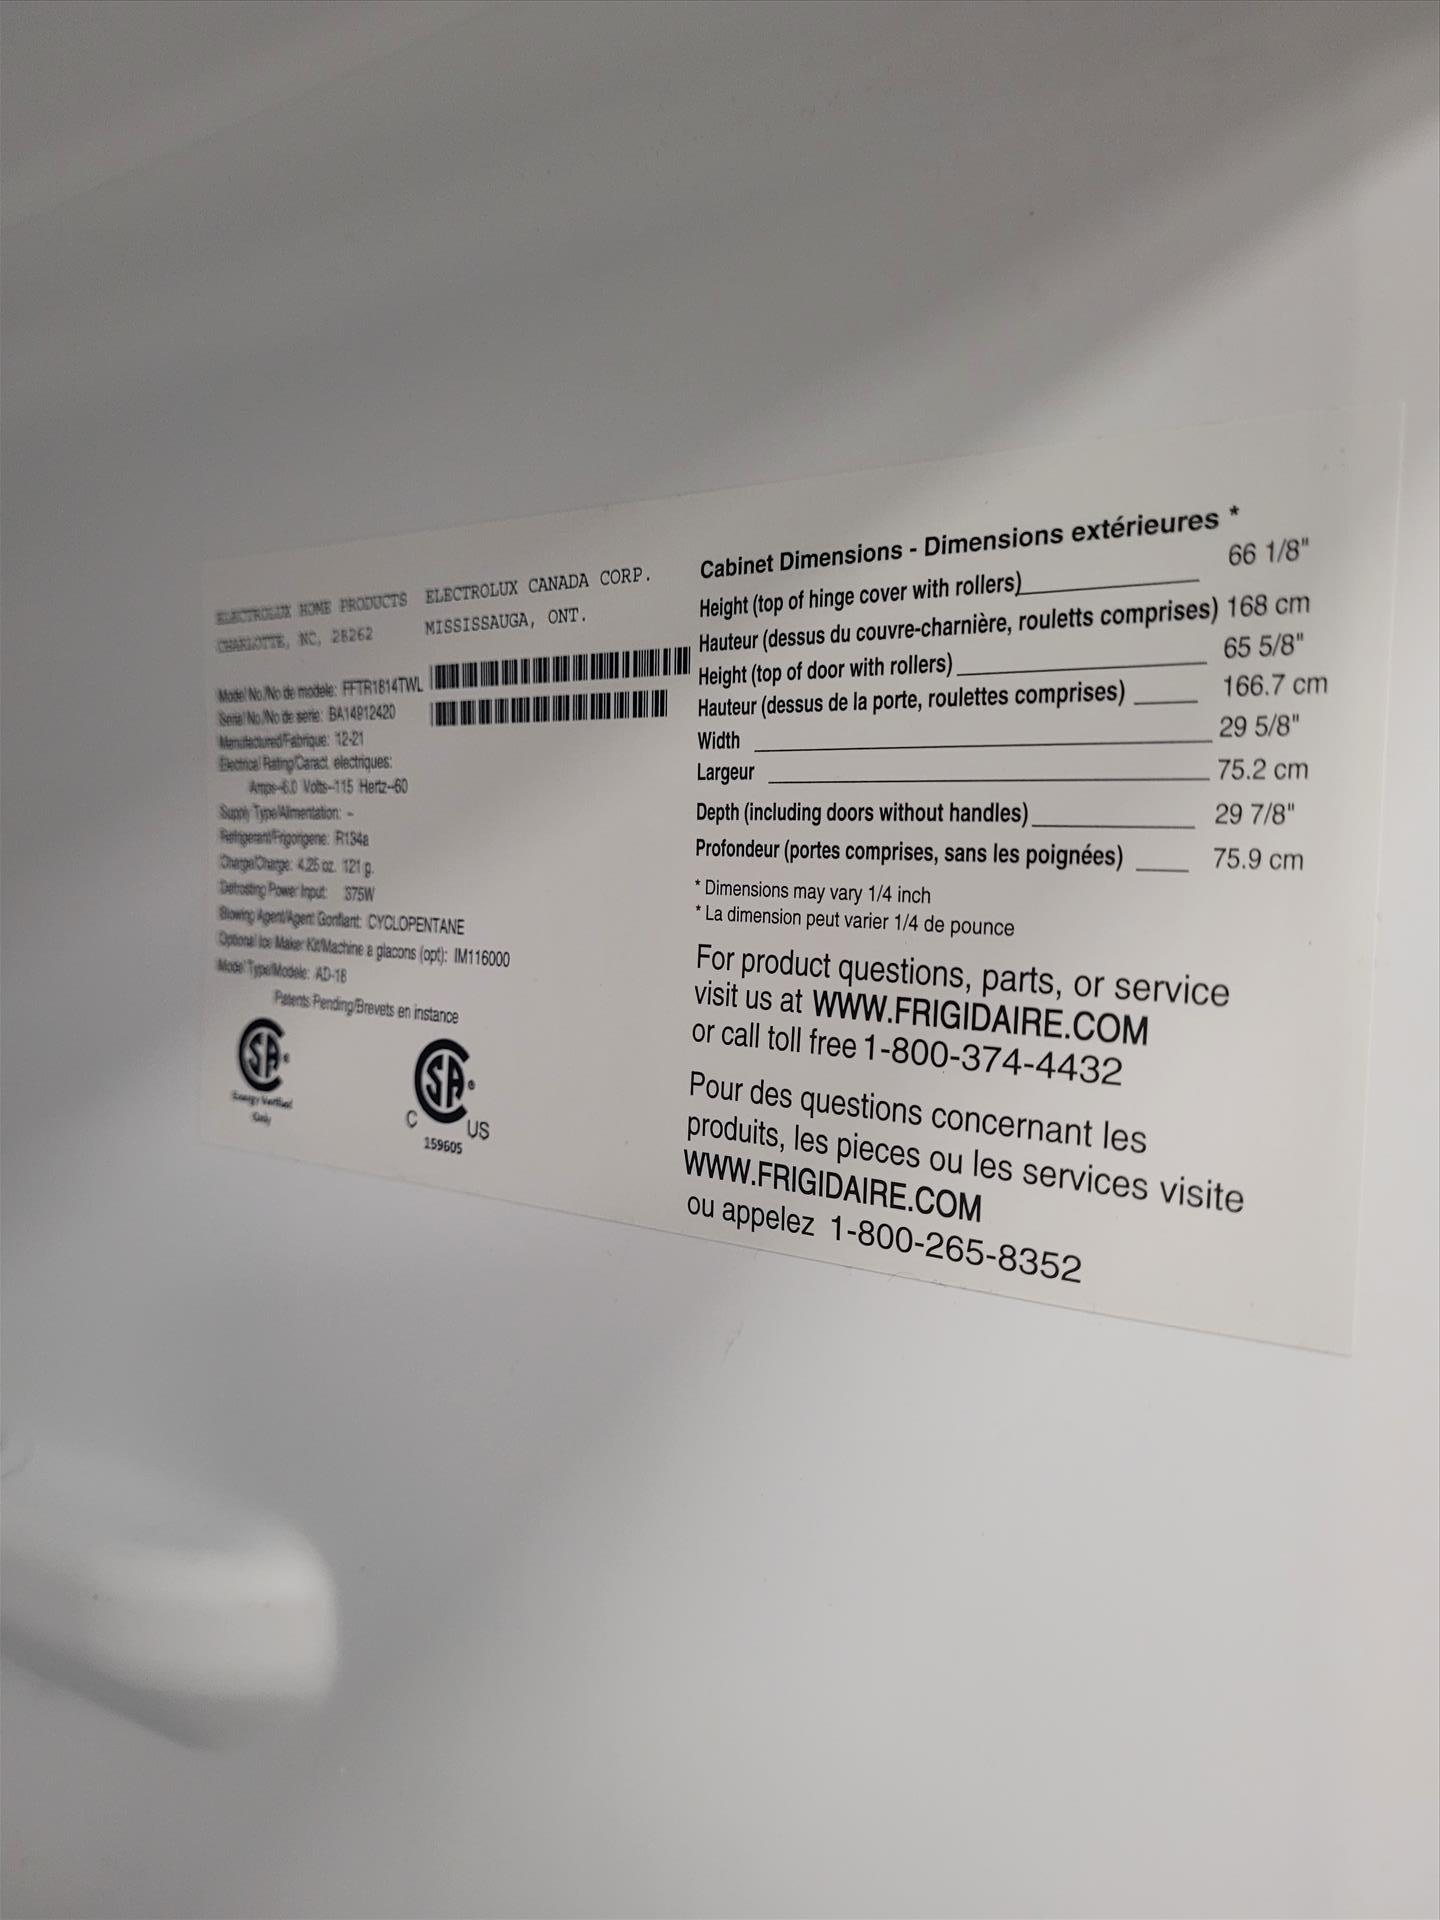 ELECTROLUX HOME PRODUCTS ELECTROLUX CANADA CORP.
CHARLOTTE, NC, 28262 MISSISSAUGA, ONT.
Model No./No de modele: FFTR1814TWL
Serial No./No de serie: BA14912420
Manufactured/Fabrique: 12-21
Electrical Rating/Caract. electriques:
Amps--6.0 Volts--115 Hertz--60
Supply Type/Alimentation: -
Refrigerant/Frigorigene: R134a
Charge/Charge: 4.25 oz. 121 g.
Defrosting Power Input: 375W
Blowing Agent/Agent Gonflant: CYCLOPENTANE
Optional Ice Maker Kit/Machine a glacons (opt): IM116000
Model Type/Modele: AD-18
Patents Pending/Brevets en instance
SA®
Energy Verified
Only
SA®
C US
159605
Cabinet Dimensions - Dimensions extérieures *
Height (top of hinge cover with rollers) 66 1/8"
Hauteur (dessus du couvre-charnière, rouletts comprises) 168 cm
Height (top of door with rollers) 65 5/8"
Hauteur (dessus de la porte, roulettes comprises) 166.7 cm
Width 29 5/8"
Largeur 75.2 cm
Depth (including doors without handles) 29 7/8"
Profondeur (portes comprises, sans les poignées) 75.9 cm
* Dimensions may vary 1/4 inch
* La dimension peut varier 1/4 de pounce
For product questions, parts, or service
visit us at WWW.FRIGIDAIRE.COM
or call toll free 1-800-374-4432
Pour des questions concernant les
produits, les pieces ou les services visite
WWW.FRIGIDAIRE.COM
ou appelez 1-800-265-8352